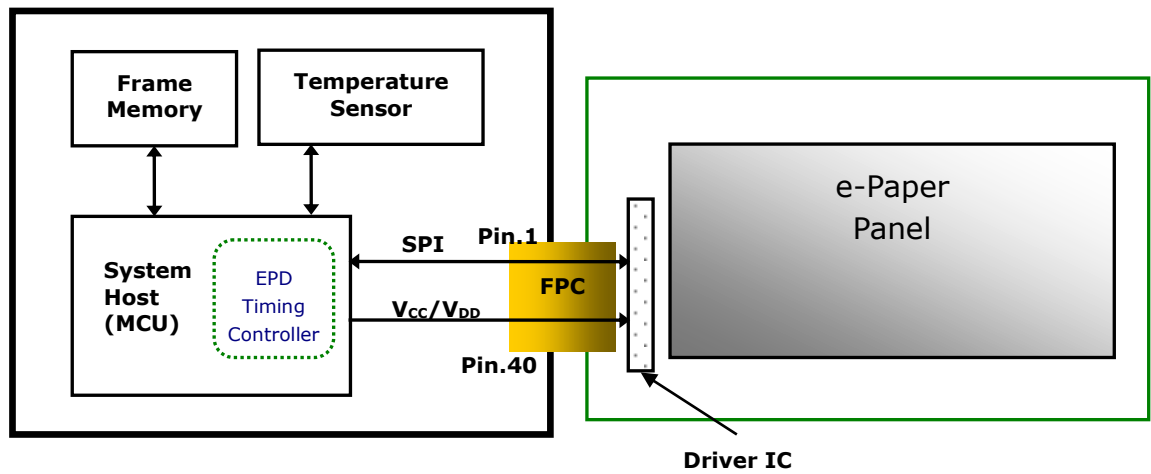 Frame
Memory
Temperature
Sensor
e-Paper
Panel
System
Host
(MCU)
EPD
Timing
Controller
SPI
Pin.1
FPC
VCC/VDD
Pin.40
Driver IC